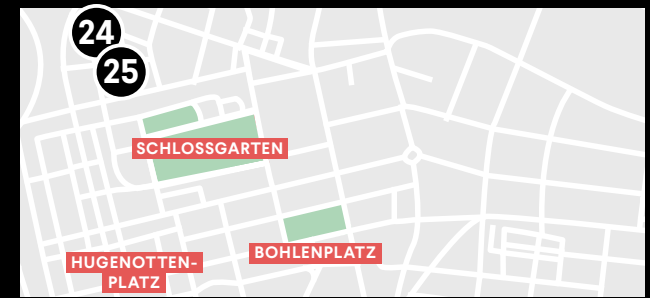 24
25
SCHLOSSGARTEN
BOHLENPLATZ
HUGENOTTEN-
PLATZ